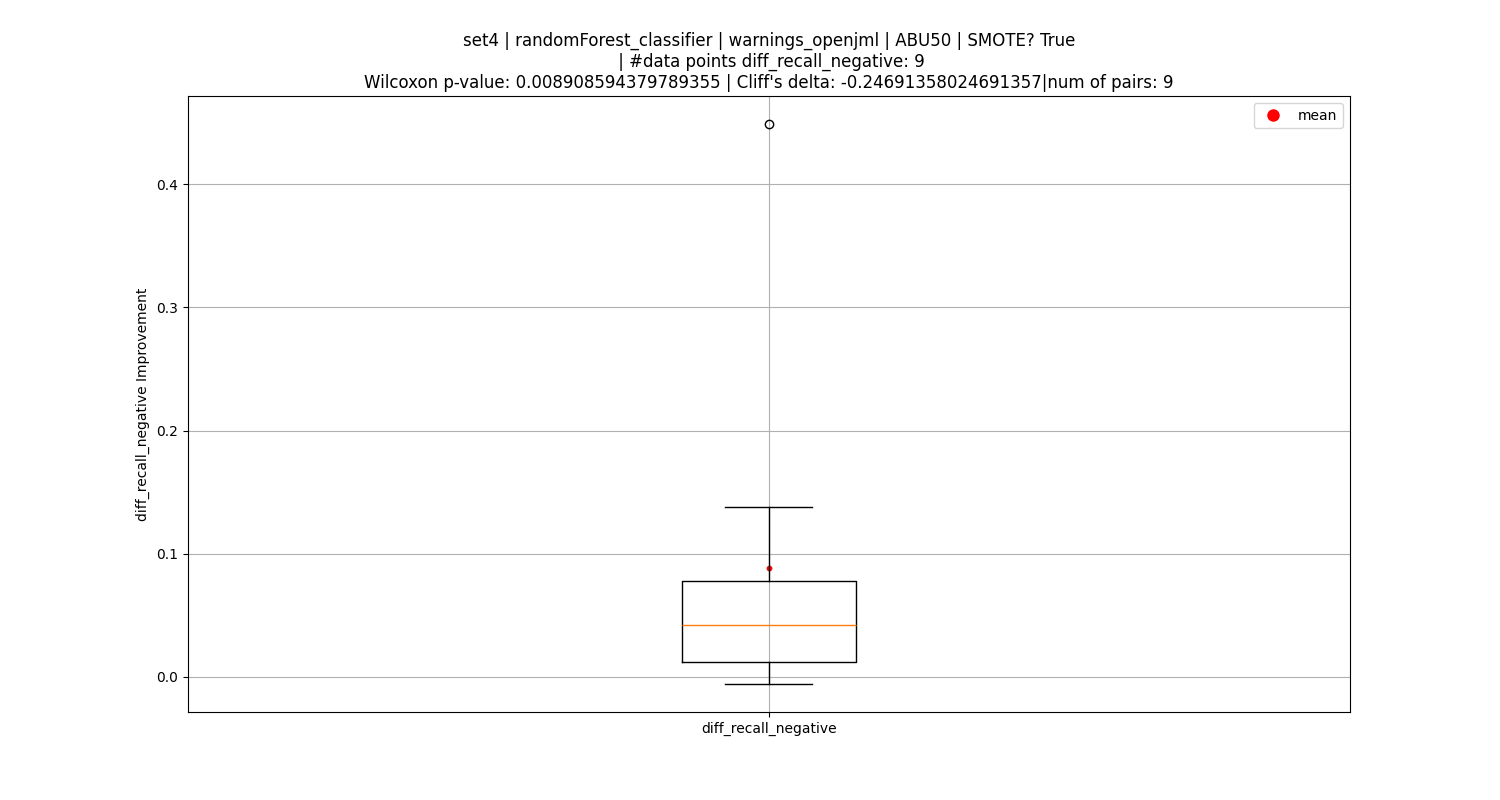 set4 | randomForest_classifier | warnings_openjml | ABU50 | SMOTE? True
| #data points diff_recall_negative: 9
Wilcoxon p-value: 0.008908594379789355 | Cliff's delta: -0.24691358024691357|num of pairs: 9
mean
0.4
0.3
0.2
0.1
0.0
diff_recall_negative Improvement
diff_recall_negative